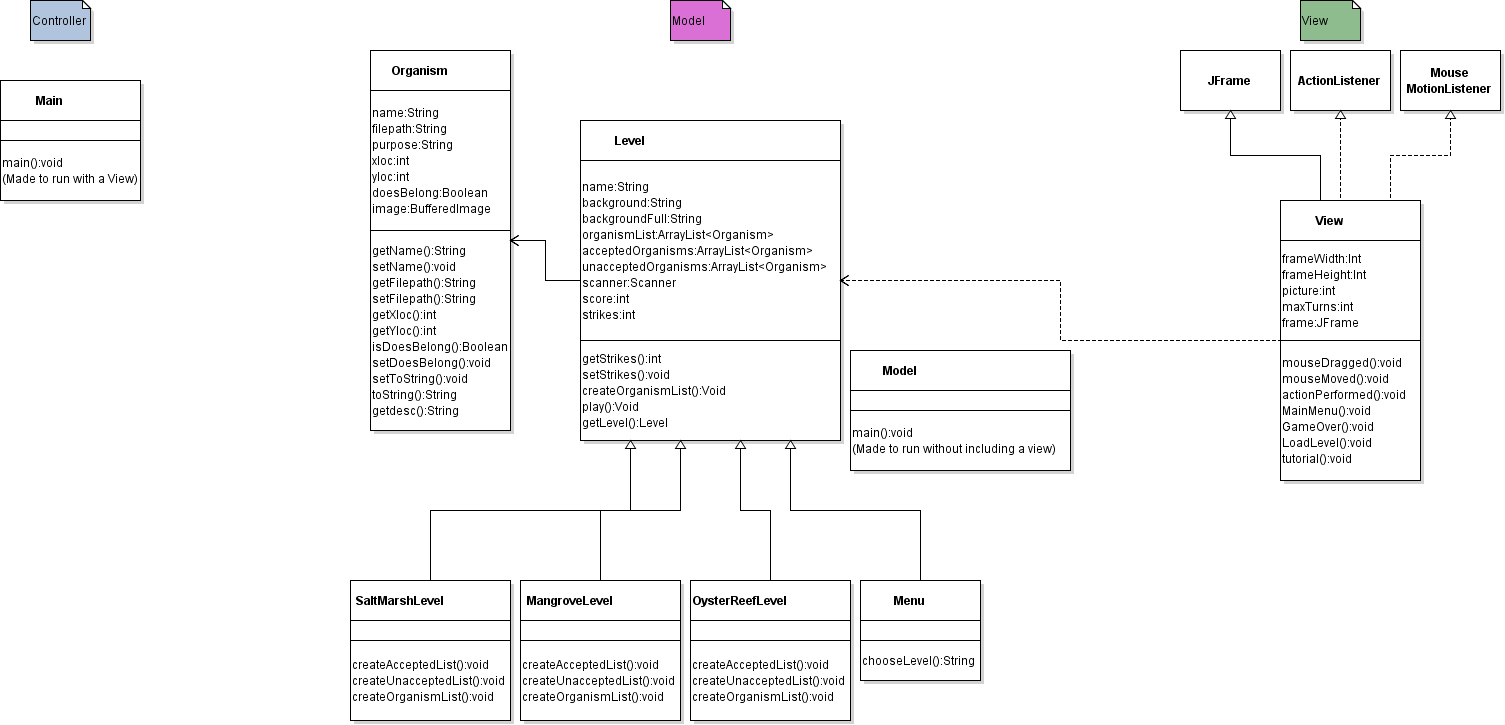 Controller
Model
View
Main
main():void
(Made to run with a View)
Organism
name:String
filepath:String
purpose:String
xloc:int
yloc:int
doesBelong:Boolean
image:BufferedImage
getName():String
setName():void
getFilepath():String
setFilepath():String
getXloc():int
getYloc():int
isDoesBelong():Boolean
setDoesBelong():void
setToString():void
toString():String
getdesc():String
Level
name:String
background:String
backgroundFull:String
organismList:ArrayList<Organism>
acceptedOrganisms:ArrayList<Organism>
unacceptedOrganisms:ArrayList<Organism>
scanner:Scanner
score:int
strikes:int
getStrikes():int
setStrikes():void
createOrganismList():Void
play():Void
getLevel():Level
Model
main():void
(Made to run without including a view)
JFrame
ActionListener
Mouse
MotionListener
View
frameWidth:Int
frameHeight:Int
picture:int
maxTurns:int
frame:JFrame
mouseDragged():void
mouseMoved():void
actionPerformed():void
MainMenu():void
GameOver():void
LoadLevel():void
tutorial():void
SaltMarshLevel
createAcceptedList():void
createUnacceptedList():void
createOrganismList():void
MangroveLevel
createAcceptedList():void
createUnacceptedList():void
createOrganismList():void
OysterReefLevel
createAcceptedList():void
createUnacceptedList():void
createOrganismList():void
Menu
chooseLevel():String